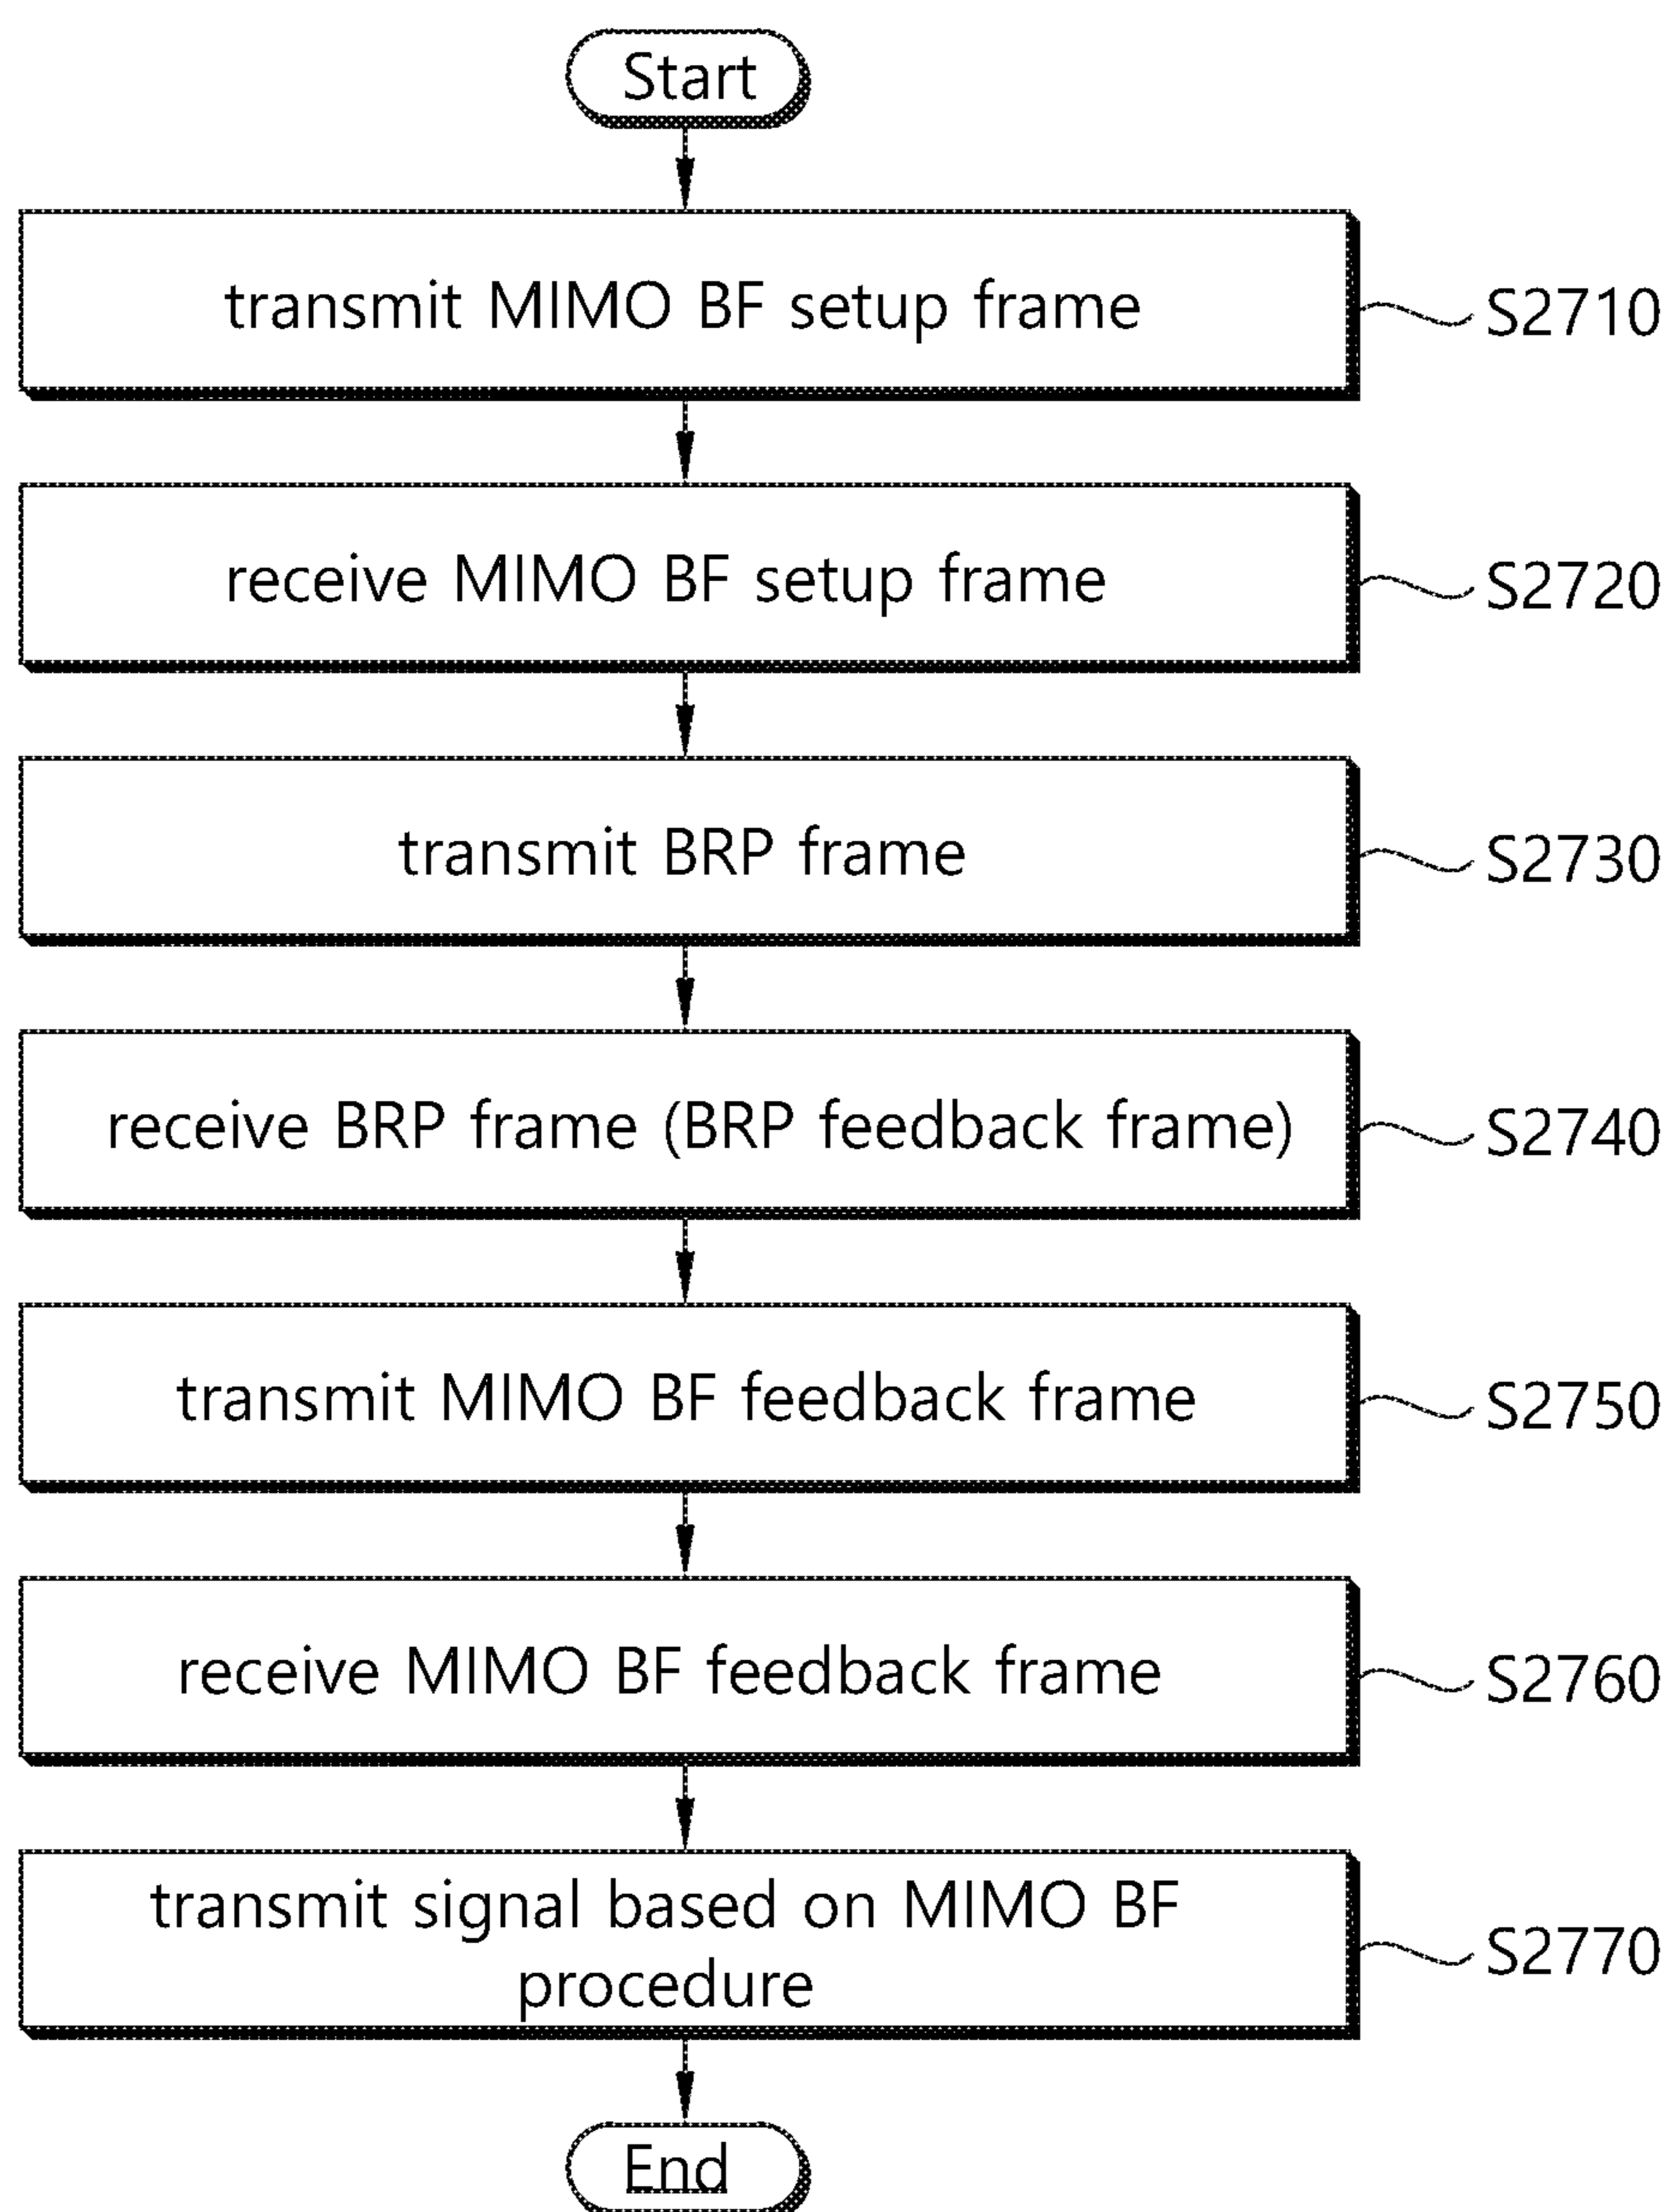 Start
transmit MIMO BF setup frame
S2710
receive MIMO BF setup frame
S2720
transmit BRP frame
S2730
receive BRP frame (BRP feedback frame)
S2740
transmit MIMO BF feedback frame
S2750
receive MIMO BF feedback frame
S2760
transmit signal based on MIMO BF
procedure
S2770
End